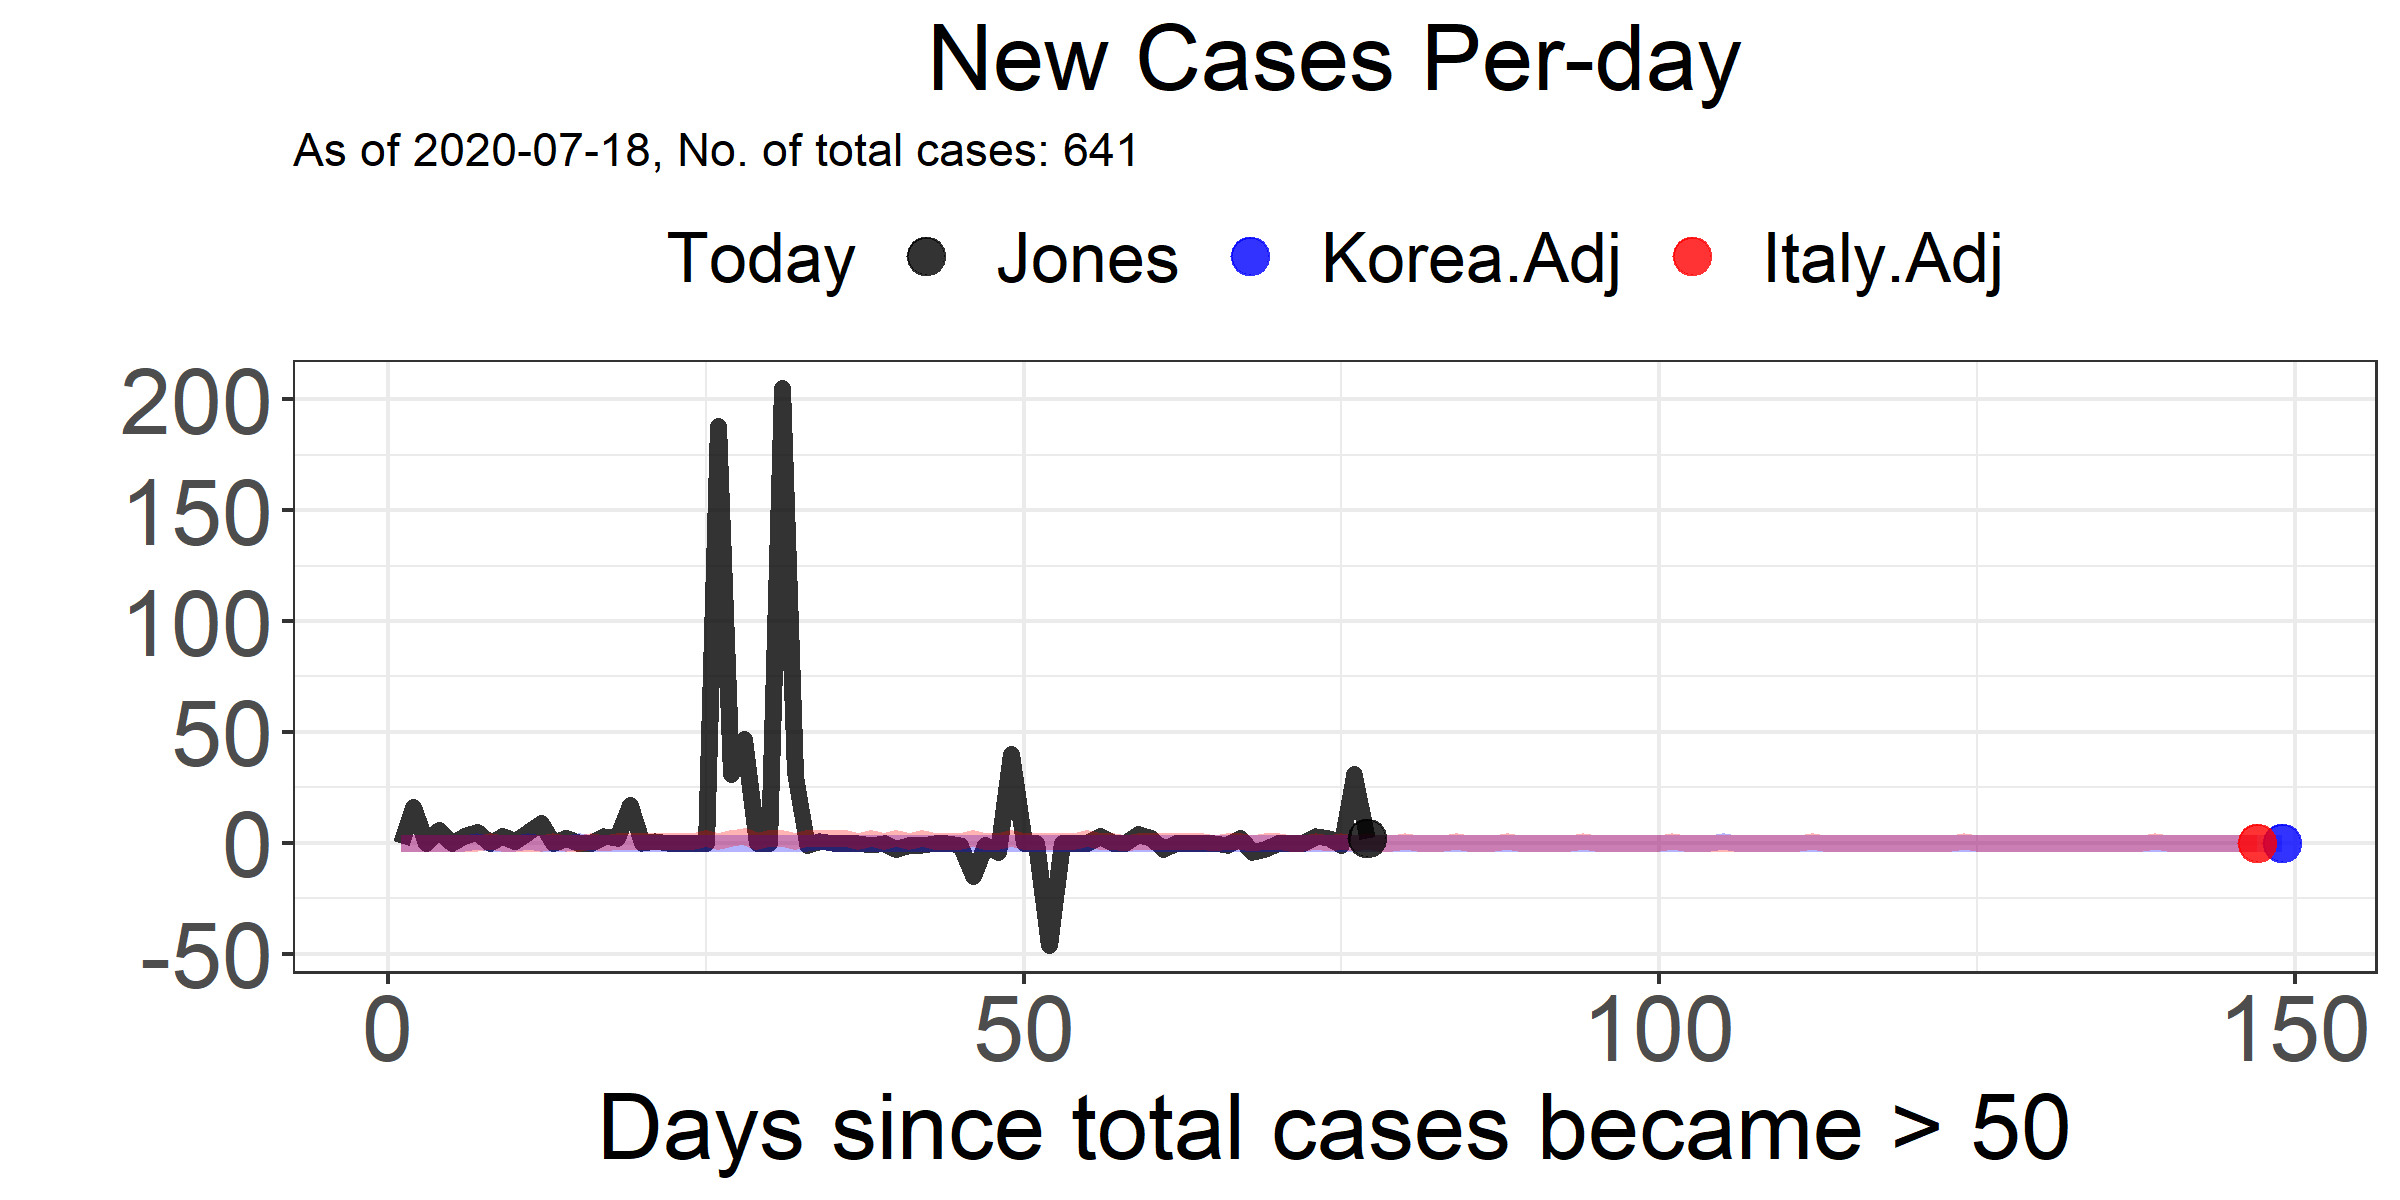 New Cases Per-day
As of 2020-07-18, No. of total cases: 641
Today Jones Korea.Adj Italy.Adj
200
150
100
50
0
-50
0 50 100 150
Days since total cases became > 50